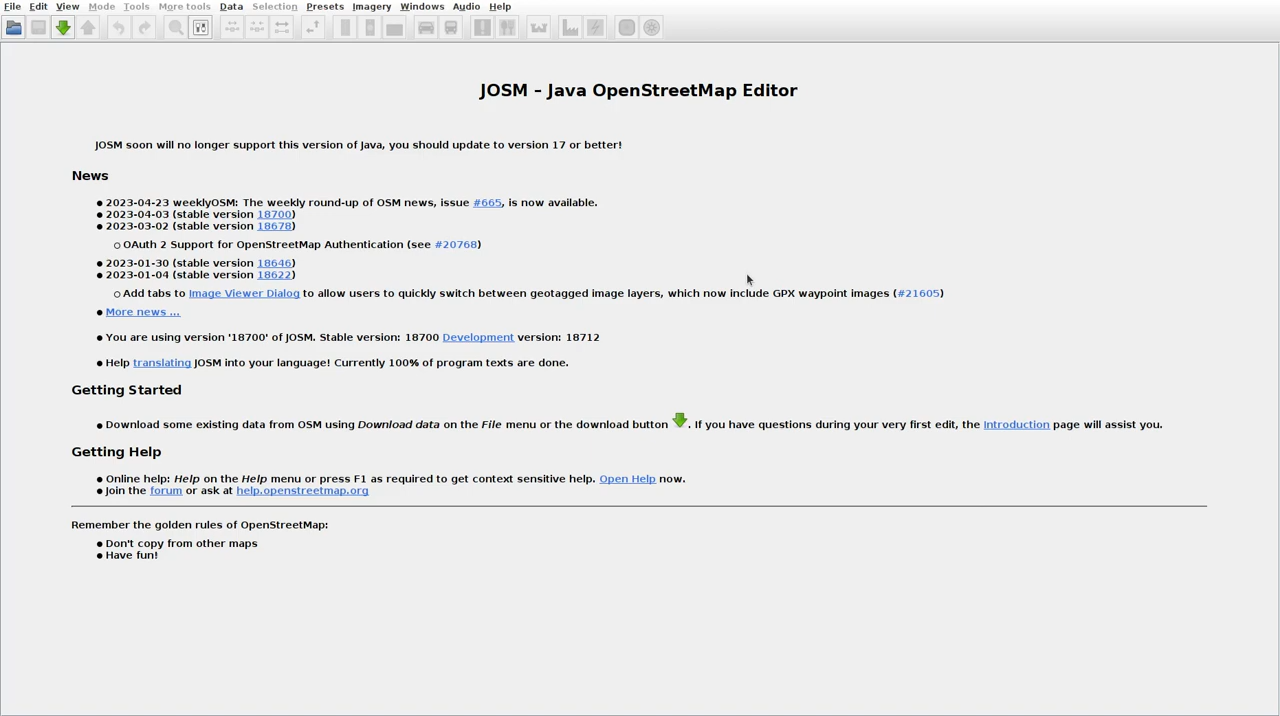 File Edit View Mode Tools More tools Data Selection Presets Imagery Windows Audio Help
JOSM – Java OpenStreetMap Editor
JOSM soon will no longer support this version of Java, you should update to version 17 or better!
News
● 2023-04-23 weeklyOSM: The weekly round-up of OSM news, issue #665, is now available.
● 2023-04-03 (stable version 18700)
● 2023-03-02 (stable version 18678)
○ OAuth 2 Support for OpenStreetMap Authentication (see #20768)
● 2023-01-30 (stable version 18646)
● 2023-01-04 (stable version 18622)
○ Add tabs to Image Viewer Dialog to allow users to quickly switch between geotagged image layers, which now include GPX waypoint images (#21605)
● More news ...
● You are using version '18700' of JOSM. Stable version: 18700 Development version: 18712
● Help translating JOSM into your language! Currently 100% of program texts are done.
Getting Started
● Download some existing data from OSM using Download data on the File menu or the download button . If you have questions during your very first edit, the Introduction page will assist you.
Getting Help
● Online help: Help on the Help menu or press F1 as required to get context sensitive help. Open Help now.
● Join the forum or ask at help.openstreetmap.org
Remember the golden rules of OpenStreetMap:
● Don't copy from other maps
● Have fun!